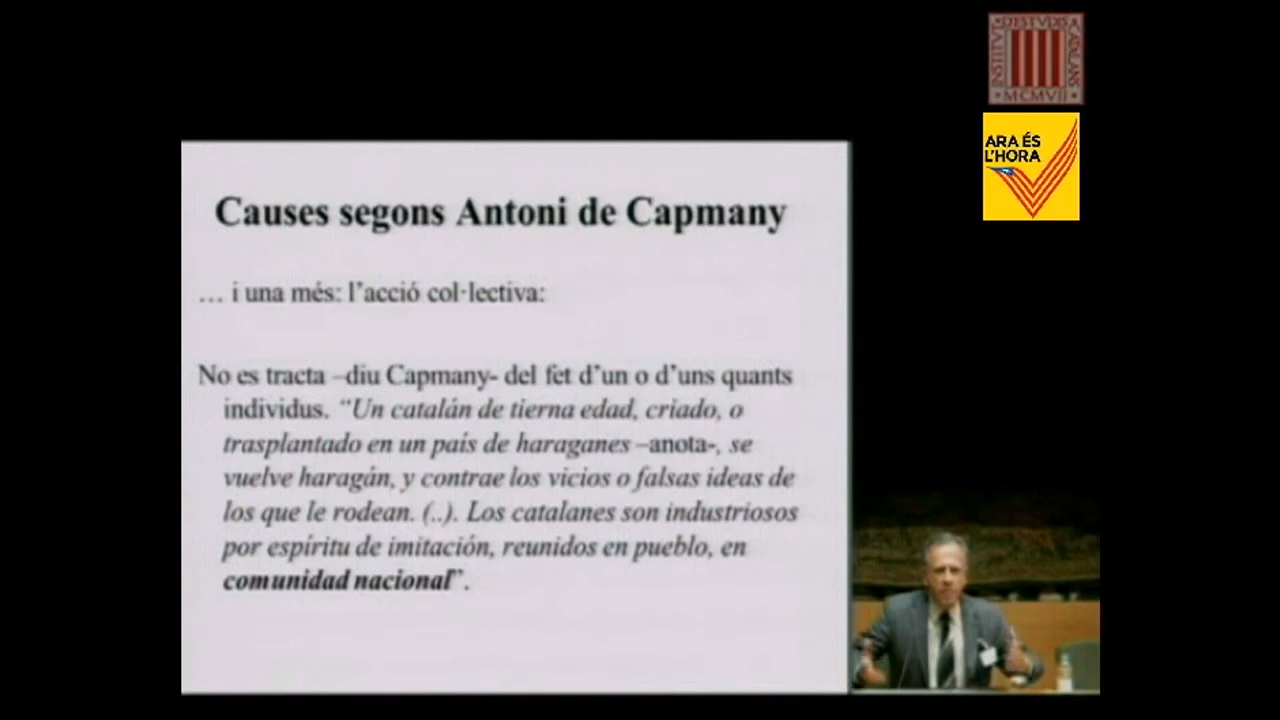 INSTITVT D'ESTVDIS CATALANS
MCMVII
ARA ÉS
L'HORA
Causes segons Antoni de Capmany
… i una més: l'acció col·lectiva:
No es tracta –diu Capmany- del fet d'un o d'uns quants
individus. "Un catalán de tierna edad, criado, o
trasplantado en un país de haraganes –anota-, se
vuelve haragán, y contrae los vicios o falsas ideas de
los que le rodean. (..). Los catalanes son industriosos
por espíritu de imitación, reunidos en pueblo, en
comunidad nacional".